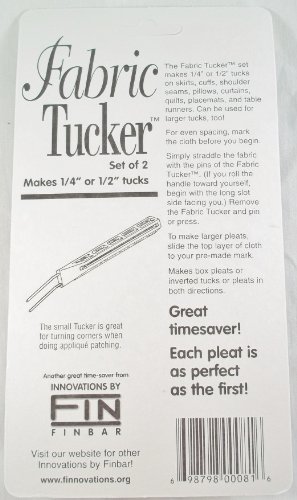 Fabric
Tucker™
Set of 2
Makes 1/4" or 1/2" tucks
The small Tucker is great
for turning corners when
doing appliqué patching.
Another great time-saver from
INNOVATIONS BY
FIN
FINBAR
Visit our website for other
Innovations by Finbar!
www.finnovations.org
The Fabric Tucker™ set
makes 1/4" or 1/2" tucks
on skirts, cuffs, shoulder
seams, pillows, curtains,
quilts, placemats, and table
runners. Can be used for
larger tucks, too!
For even spacing, mark
the cloth before you begin.
Simply straddle the fabric
with the pins of the Fabric
Tucker™. (If you roll the
handle toward yourself,
begin with the long slot
side facing you.) Remove
the Fabric Tucker and pin
or press.
To make larger pleats,
slide the top layer of cloth
to your pre-made mark.
Makes box pleats or
inverted tucks or pleats in
both directions.
Great
timesaver!
Each pleat is
as perfect
as the first!
6 98798 00081 6